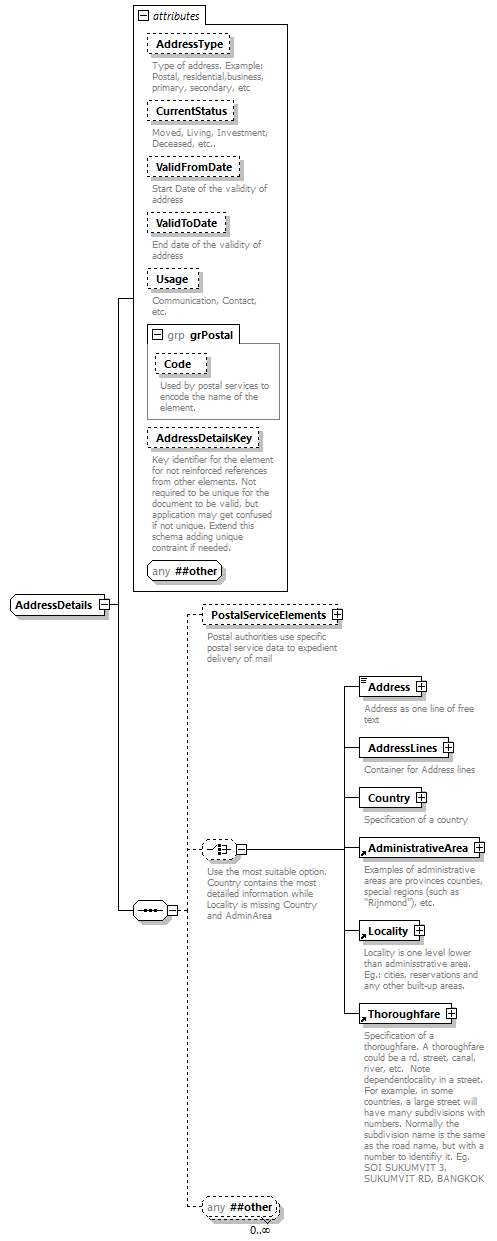 attributes
AddressType
Type of address. Example:
Postal, residential,business,
primary, secondary, etc
CurrentStatus
Moved, Living, Investment,
Deceased, etc..
ValidFromDate
Start Date of the validity of
address
ValidToDate
End date of the validity of
address
Usage
Communication, Contact,
etc.
grp grPostal
Code
Used by postal services to
encode the name of the
element.
AddressDetailsKey
Key identifier for the element
for not reinforced references
from other elements. Not
required to be unique for the
document to be valid, but
application may get confused
if not unique. Extend this
schema adding unique
contraint if needed.
any ##other
AddressDetails
PostalServiceElements
Postal authorities use specific
postal service data to expedient
delivery of mail
Address
Address as one line of free
text
AddressLines
Container for Address lines
Country
Specification of a country
Use the most suitable option.
Country contains the most
detailed information while
Locality is missing Country
and AdminArea
AdministrativeArea
Examples of administrative
areas are provinces counties,
special regions (such as
"Rijnmond"), etc.
Locality
Locality is one level lower
than adminisstrative area.
Eg.: cities, reservations and
any other built-up areas.
Thoroughfare
Specification of a
thoroughfare. A thoroughfare
could be a rd, street, canal,
river, etc.  Note
dependentlocality in a street.
For example, in some
countries, a large street will
have many subdivisions with
numbers. Normally the
subdivision name is the same
as the road name, but with a
number to identifiy it. Eg.
SOI SUKUMVIT 3,
SUKUMVIT RD, BANGKOK
any ##other
0..∞